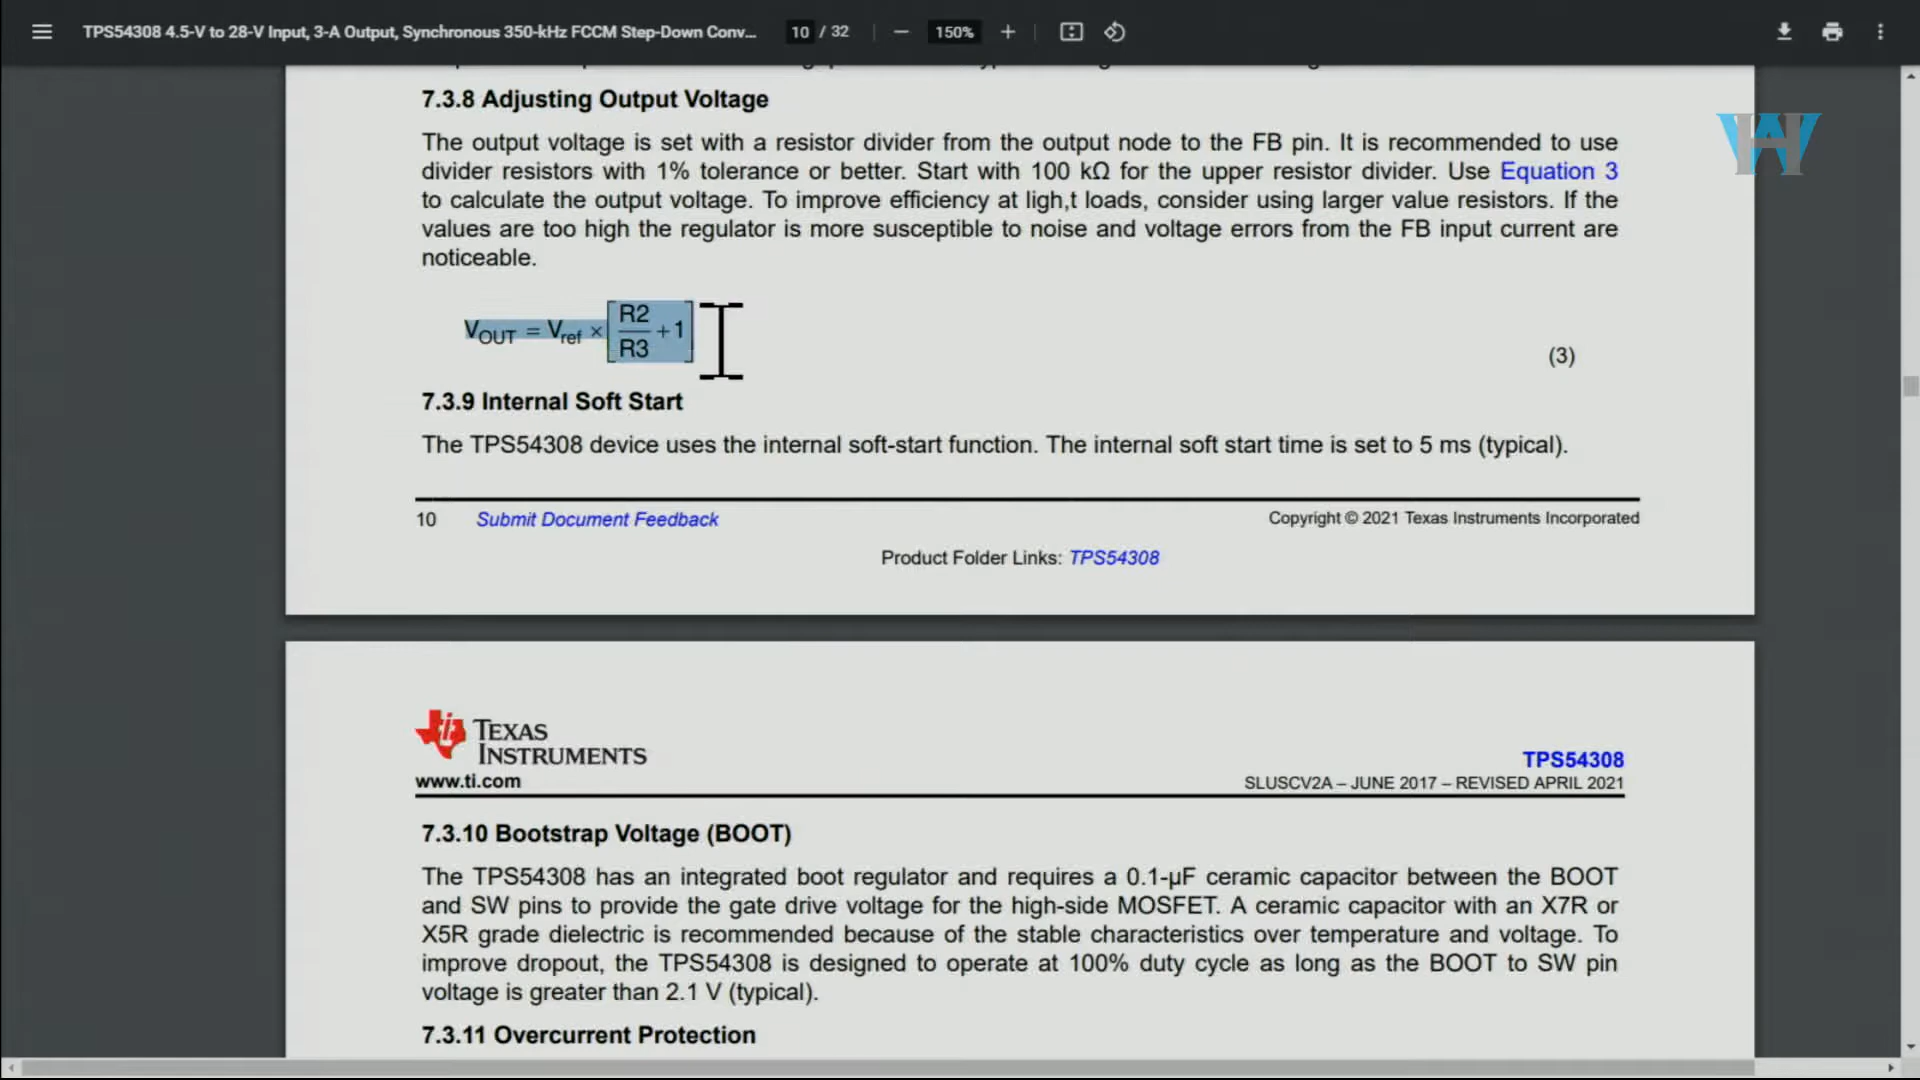 TPS54308 4.5-V to 28-V Input, 3-A Output, Synchronous 350-kHz FCCM Step-Down Conv...
10 / 32
150%
7.3.8 Adjusting Output Voltage
The output voltage is set with a resistor divider from the output node to the FB pin. It is recommended to use
divider resistors with 1% tolerance or better. Start with 100 kΩ for the upper resistor divider. Use Equation 3
to calculate the output voltage. To improve efficiency at ligh,t loads, consider using larger value resistors. If the
values are too high the regulator is more susceptible to noise and voltage errors from the FB input current are
noticeable.
VOUT = Vref × [R2/R3 + 1]
(3)
7.3.9 Internal Soft Start
The TPS54308 device uses the internal soft-start function. The internal soft start time is set to 5 ms (typical).
10 Submit Document Feedback
Copyright © 2021 Texas Instruments Incorporated
Product Folder Links: TPS54308
TEXAS
INSTRUMENTS
www.ti.com
TPS54308
SLUSCV2A – JUNE 2017 – REVISED APRIL 2021
7.3.10 Bootstrap Voltage (BOOT)
The TPS54308 has an integrated boot regulator and requires a 0.1-μF ceramic capacitor between the BOOT
and SW pins to provide the gate drive voltage for the high-side MOSFET. A ceramic capacitor with an X7R or
X5R grade dielectric is recommended because of the stable characteristics over temperature and voltage. To
improve dropout, the TPS54308 is designed to operate at 100% duty cycle as long as the BOOT to SW pin
voltage is greater than 2.1 V (typical).
7.3.11 Overcurrent Protection